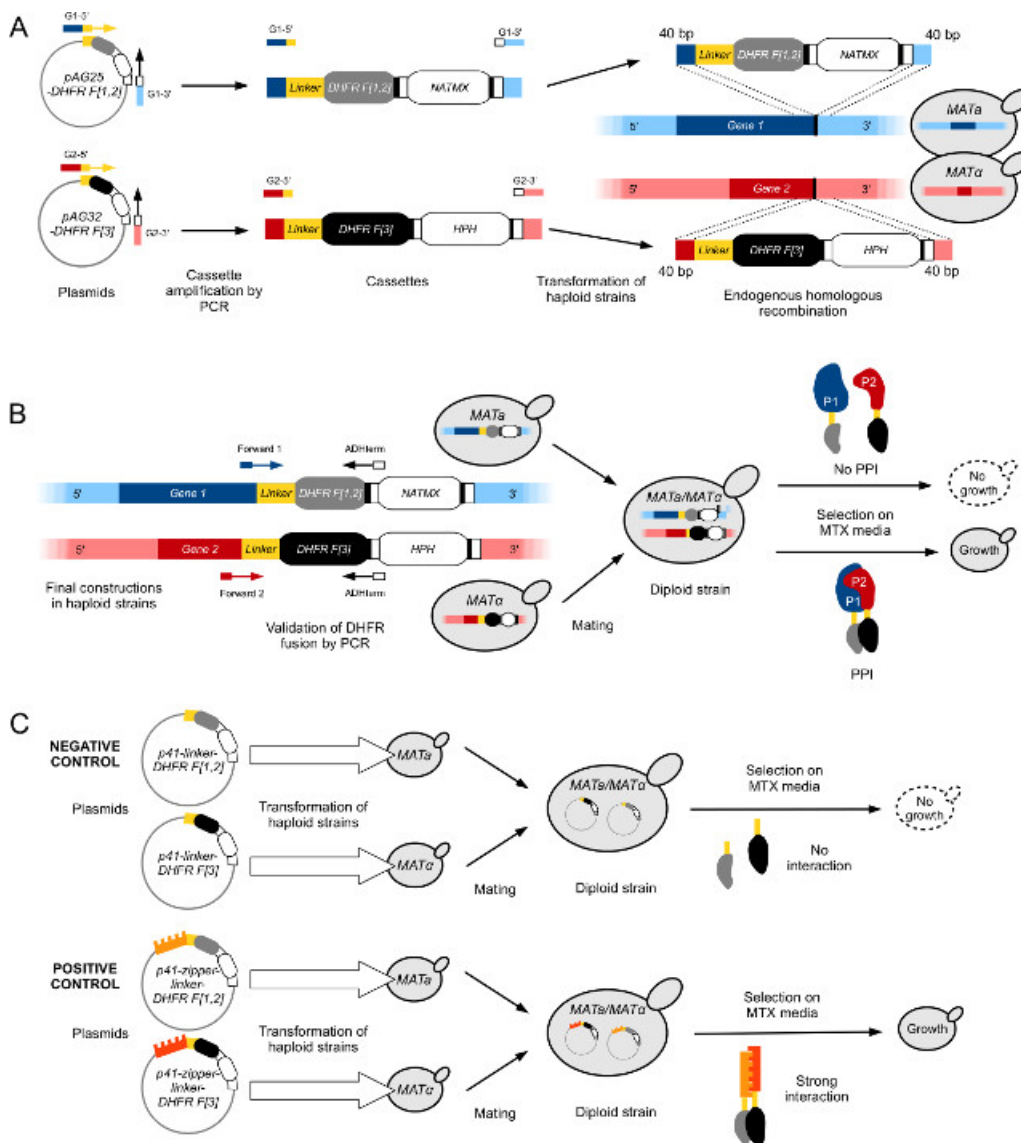 A
G1-5'
pAG25
-DHFR F[1,2]
G1-3'
G2-5'
pAG32
-DHFR F[3]
G2-3'
Plasmids
Cassette
amplification by
PCR
G1-5'
G1-3'
Linker
DHFR F[1,2]
NATMX
G2-5'
G2-3'
Linker
DHFR F[3]
HPH
Cassettes
Transformation of
haploid strains
40 bp
40 bp
Linker
DHFR F[1,2]
NATMX
5'
Gene 1
3'
MATa
5'
Gene 2
3'
MATα
Linker
DHFR F[3]
HPH
40 bp
40 bp
Endogenous homologous
recombination
B
Forward 1
ADHterm
5'
Gene 1
Linker
DHFR F[1,2]
NATMX
3'
5'
Gene 2
Linker
DHFR F[3]
HPH
3'
Forward 2
ADHterm
Final constructions
in haploid strains
Validation of DHFR
fusion by PCR
MATa
MATα
Mating
MATa/MATα
Diploid strain
P1
P2
No PPI
No
growth
Selection on
MTX media
Growth
P1
P2
PPI
C
NEGATIVE
CONTROL
Plasmids
p41-linker-
DHFR F[1,2]
p41-linker-
DHFR F[3]
Transformation of
haploid strains
MATa
MATα
Mating
MATa/MATα
Diploid strain
Selection on
MTX media
No
interaction
No
growth
POSITIVE
CONTROL
Plasmids
p41-zipper-
linker-
DHFR F[1,2]
p41-zipper-
linker-
DHFR F[3]
Transformation of
haploid strains
MATa
MATα
Mating
MATa/MATα
Diploid strain
Selection on
MTX media
Strong
interaction
Growth